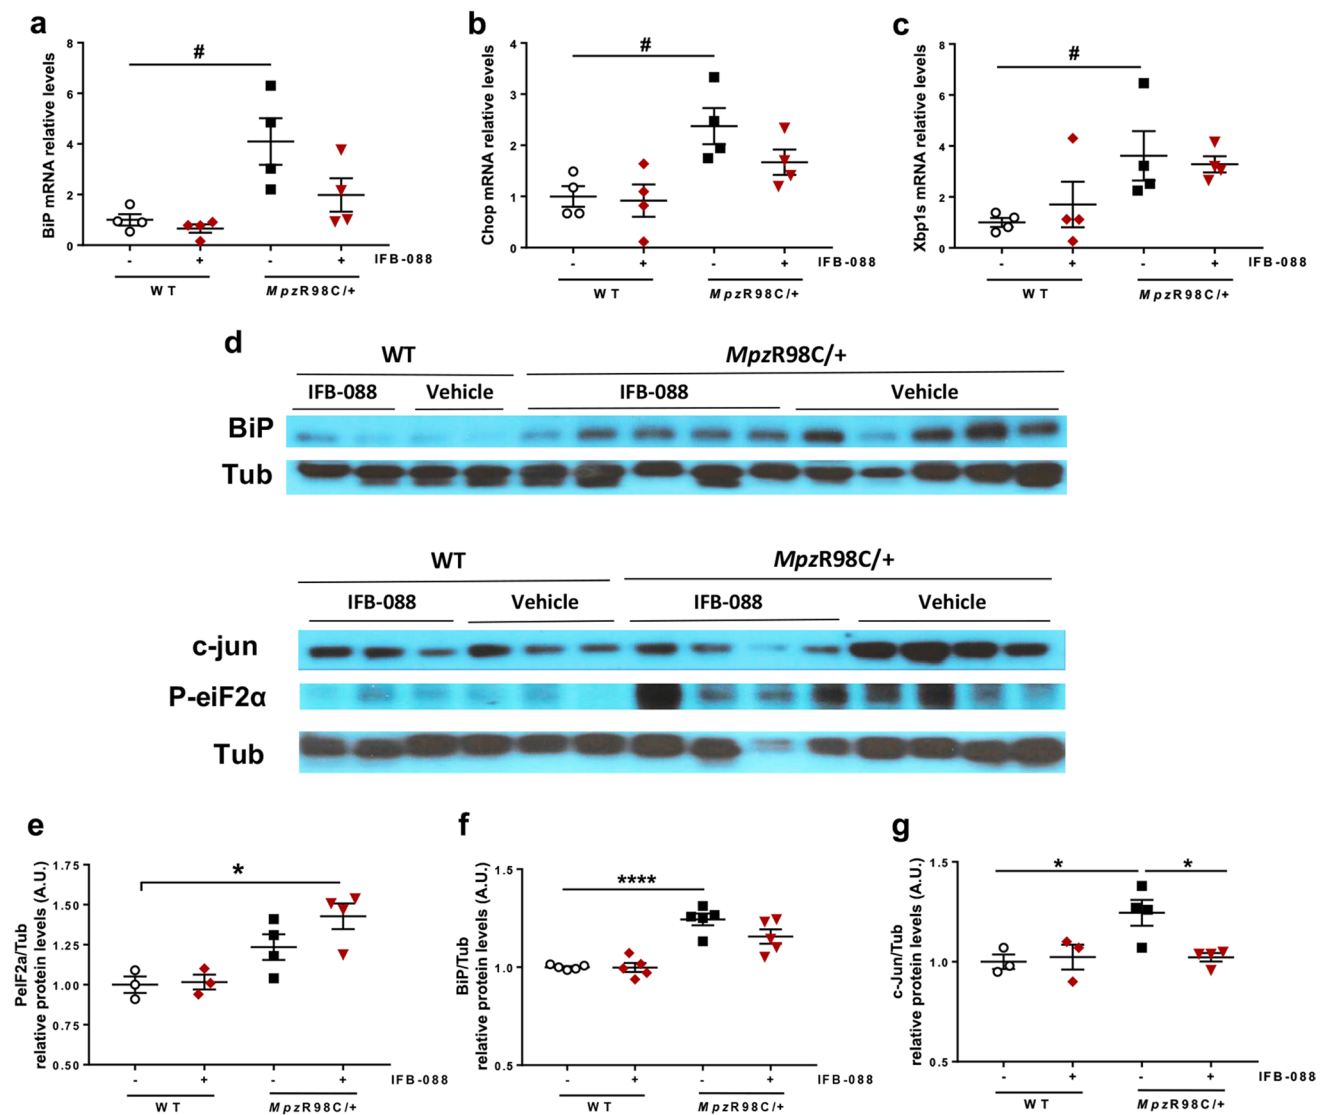 a
BiP mRNA relative levels
8
6
4
2
0
#
- + - + IFB-088
WT MpzR98C/+
b
Chop mRNA relative levels
4
3
2
1
0
#
- + - + IFB-088
WT MpzR98C/+
c
Xbp1s mRNA relative levels
8
6
4
2
0
#
- + - + IFB-088
WT MpzR98C/+
d
WT MpzR98C/+
IFB-088 Vehicle IFB-088 Vehicle
BiP
Tub
WT MpzR98C/+
IFB-088 Vehicle IFB-088 Vehicle
c-jun
P-eiF2α
Tub
e
PeIF2a/Tub
relative protein levels (A.U.)
1.75
1.50
1.25
1.00
0.75
0.50
*
- + - + IFB-088
WT MpzR98C/+
f
BiP/Tub
relative protein levels (A.U.)
1.5
1.0
0.5
****
- + - + IFB-088
WT MpzR98C/+
g
c-Jun/Tub
relative protein levels (A.U.)
1.5
1.0
0.5
* *
- + - + IFB-088
WT MpzR98C/+